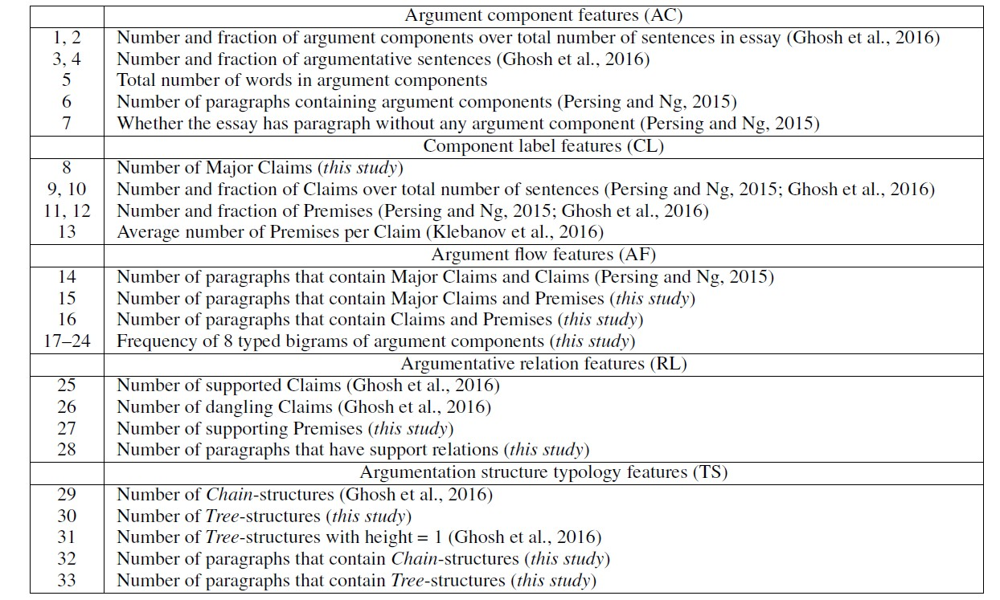 Argument component features (AC)
1, 2 Number and fraction of argument components over total number of sentences in essay (Ghosh et al., 2016)
3, 4 Number and fraction of argumentative sentences (Ghosh et al., 2016)
5 Total number of words in argument components
6 Number of paragraphs containing argument components (Persing and Ng, 2015)
7 Whether the essay has paragraph without any argument component (Persing and Ng, 2015)
Component label features (CL)
8 Number of Major Claims (this study)
9, 10 Number and fraction of Claims over total number of sentences (Persing and Ng, 2015; Ghosh et al., 2016)
11, 12 Number and fraction of Premises (Persing and Ng, 2015; Ghosh et al., 2016)
13 Average number of Premises per Claim (Klebanov et al., 2016)
Argument flow features (AF)
14 Number of paragraphs that contain Major Claims and Claims (Persing and Ng, 2015)
15 Number of paragraphs that contain Major Claims and Premises (this study)
16 Number of paragraphs that contain Claims and Premises (this study)
17–24 Frequency of 8 typed bigrams of argument components (this study)
Argumentative relation features (RL)
25 Number of supported Claims (Ghosh et al., 2016)
26 Number of dangling Claims (Ghosh et al., 2016)
27 Number of supporting Premises (this study)
28 Number of paragraphs that have support relations (this study)
Argumentation structure typology features (TS)
29 Number of Chain-structures (Ghosh et al., 2016)
30 Number of Tree-structures (this study)
31 Number of Tree-structures with height = 1 (Ghosh et al., 2016)
32 Number of paragraphs that contain Chain-structures (this study)
33 Number of paragraphs that contain Tree-structures (this study)